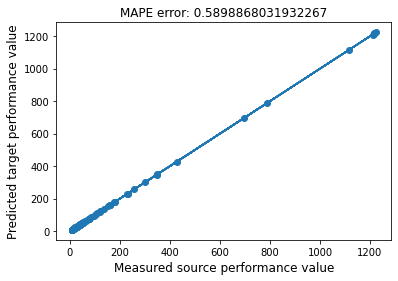 MAPE error: 0.5898868031932267
Predicted target performance value
1200
1000
800
600
400
200
0
0 200 400 600 800 1000 1200
Measured source performance value